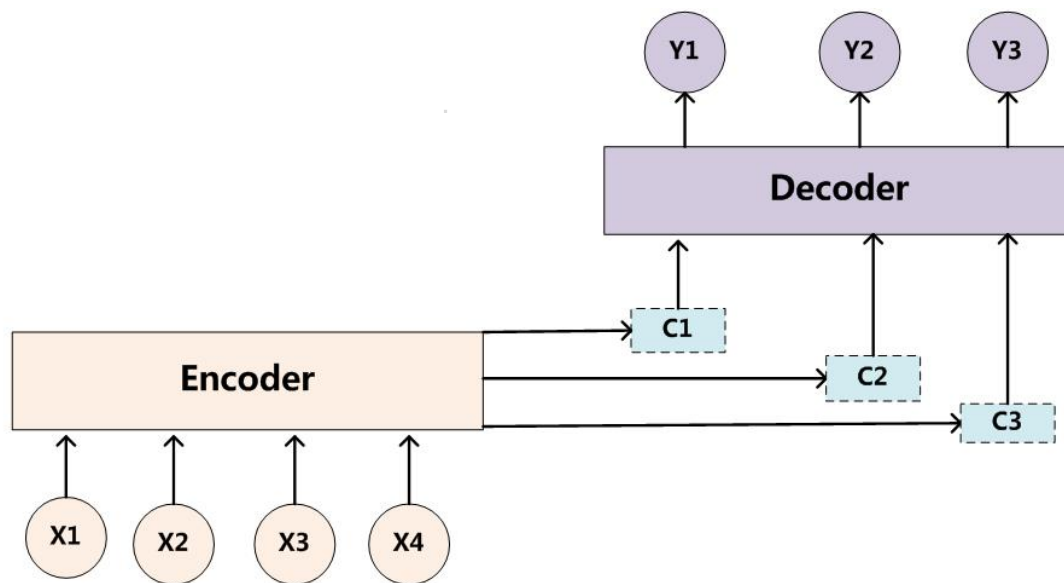 Y1 Y2 Y3
Decoder
C1
Encoder
C2
C3
X1 X2 X3 X4